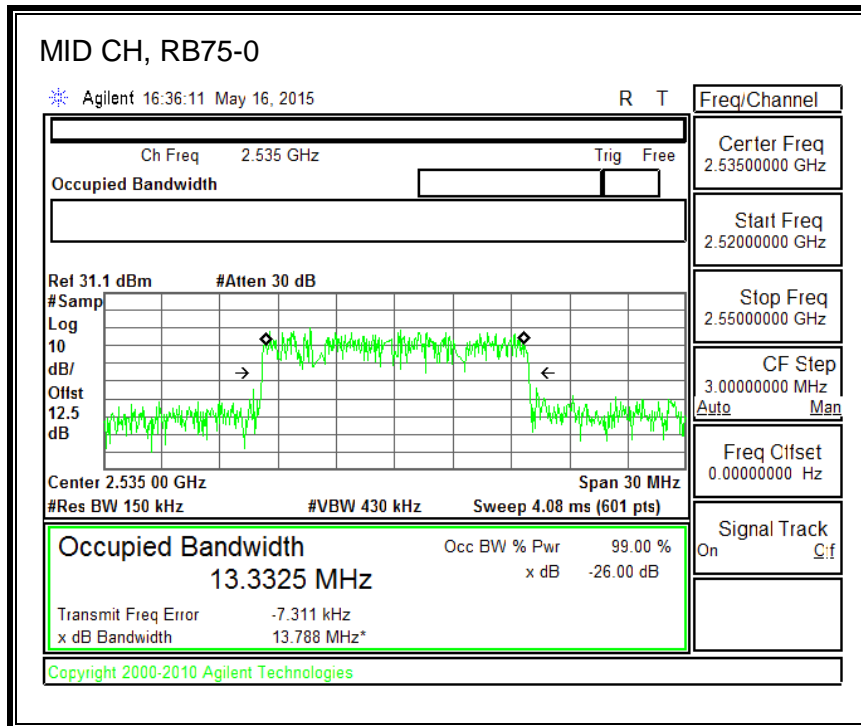 MID CH, RB75-0
Agilent 16:36:11 May 16, 2015 R T
Freq/Channel
Ch Freq 2.535 GHz Trig Free
Occupied Bandwidth
Center Freq
2.53500000 GHz
Start Freq
2.52000000 GHz
Stop Freq
2.55000000 GHz
CF Step
3.00000000 MHz
Auto Man
Freq Offset
0.00000000 Hz
Signal Track
On Off
Ref 31.1 dBm #Atten 30 dB
#Samp
Log
10
dB/
Offst
12.5
dB
Center 2.535 00 GHz Span 30 MHz
#Res BW 150 kHz #VBW 430 kHz Sweep 4.08 ms (601 pts)
Occupied Bandwidth
13.3325 MHz
Occ BW % Pwr 99.00 %
x dB -26.00 dB
Transmit Freq Error -7.311 kHz
x dB Bandwidth 13.788 MHz*
Copyright 2000-2010 Agilent Technologies